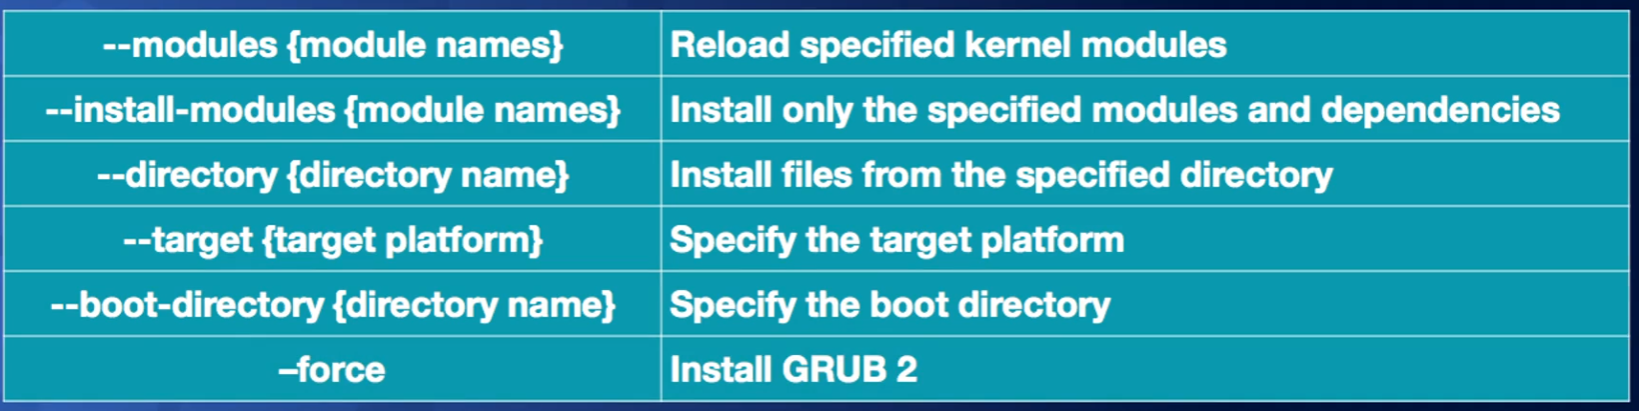 --modules {module names} Reload specified kernel modules
--install-modules {module names} Install only the specified modules and dependencies
--directory {directory name} Install files from the specified directory
--target {target platform} Specify the target platform
--boot-directory {directory name} Specify the boot directory
–force Install GRUB 2